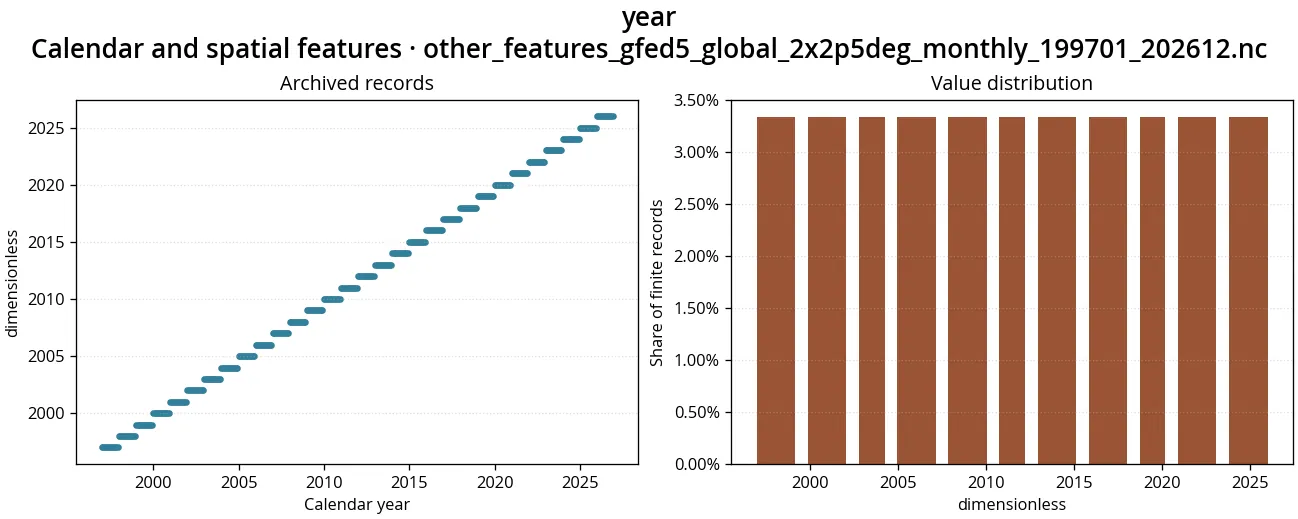 year
Calendar and spatial features · other_features_gfed5_global_2x2p5deg_monthly_199701_202612.nc
Archived records
dimensionless
2025
2020
2015
2010
2005
2000
2000 2005 2010 2015 2020 2025
Calendar year
Value distribution
Share of finite records
3.50%
3.00%
2.50%
2.00%
1.50%
1.00%
0.50%
0.00%
2000 2005 2010 2015 2020 2025
dimensionless